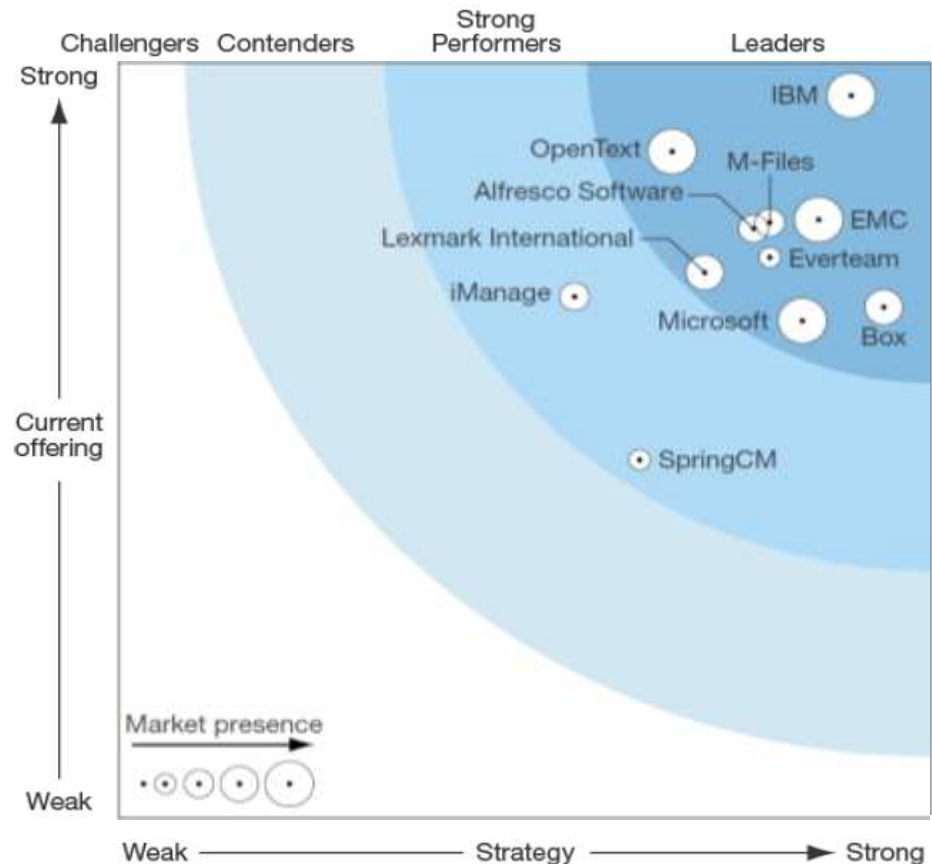 Challengers
Contenders
Strong
Performers
Leaders
Strong
IBM
OpenText
M-Files
Alfresco Software
EMC
Lexmark International
Everteam
iManage
Microsoft
Box
Current
offering
SpringCM
Market presence
Weak
Weak
Strategy
Strong